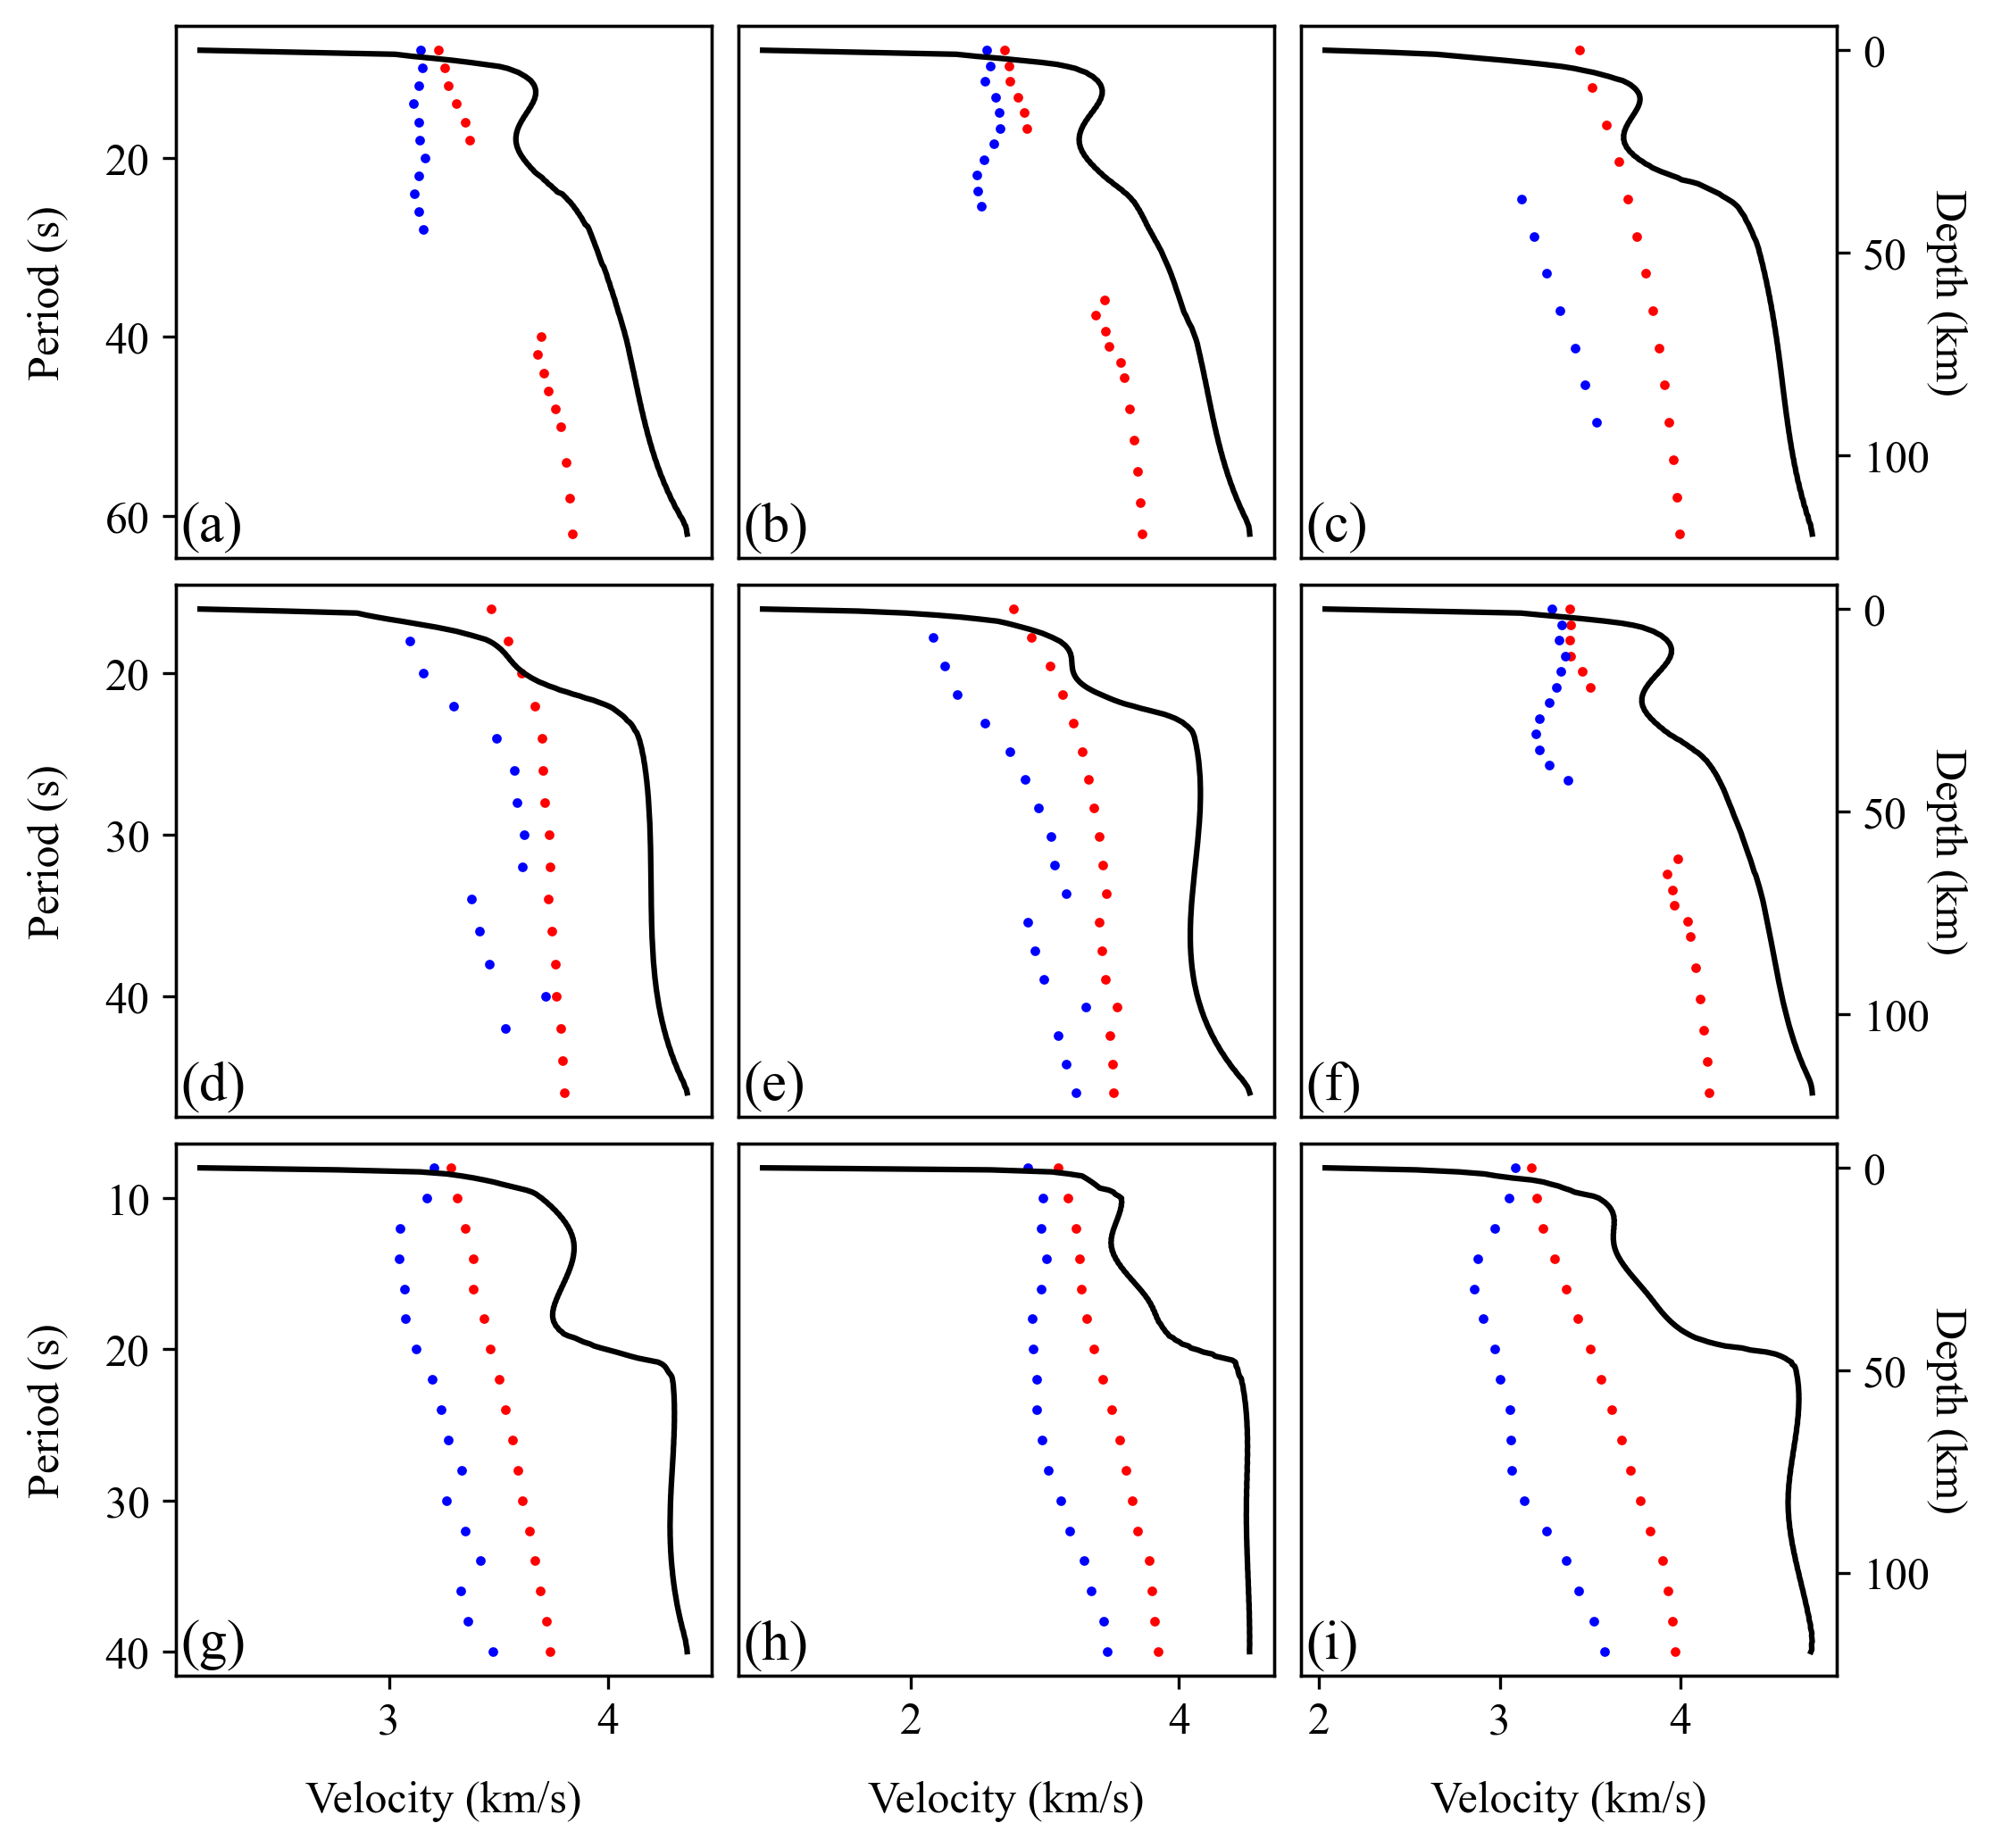 (a)
(b)
(c)
Period (s)
20
40
60
0
50
100
Depth (km)
(d)
(e)
(f)
Period (s)
20
30
40
0
50
100
Depth (km)
(g)
(h)
(i)
Period (s)
10
20
30
40
0
50
100
Depth (km)
3 4
2 4
2 3 4
Velocity (km/s)
Velocity (km/s)
Velocity (km/s)